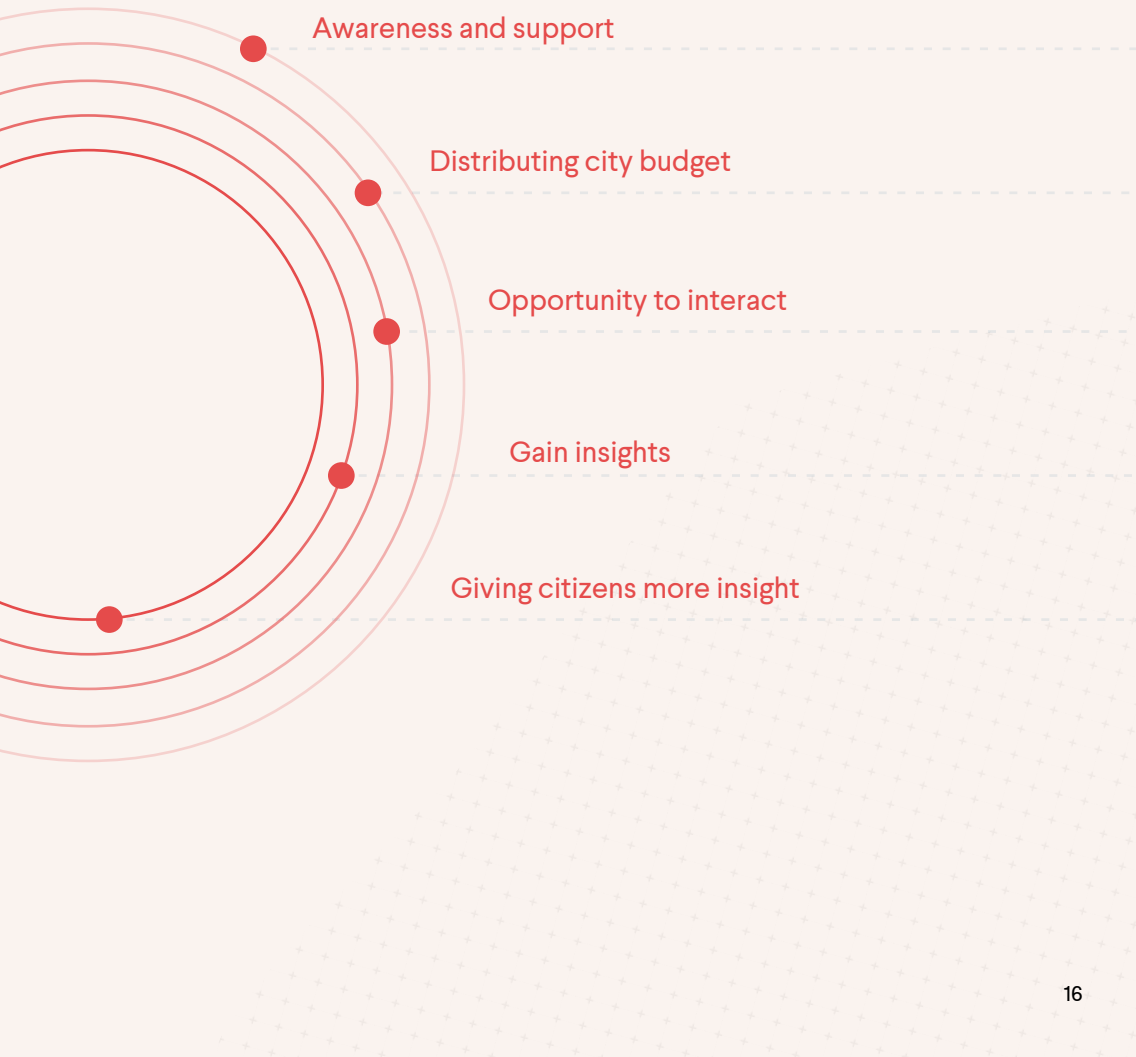 Awareness and support
Distributing city budget
Opportunity to interact
Gain insights
Giving citizens more insight
16